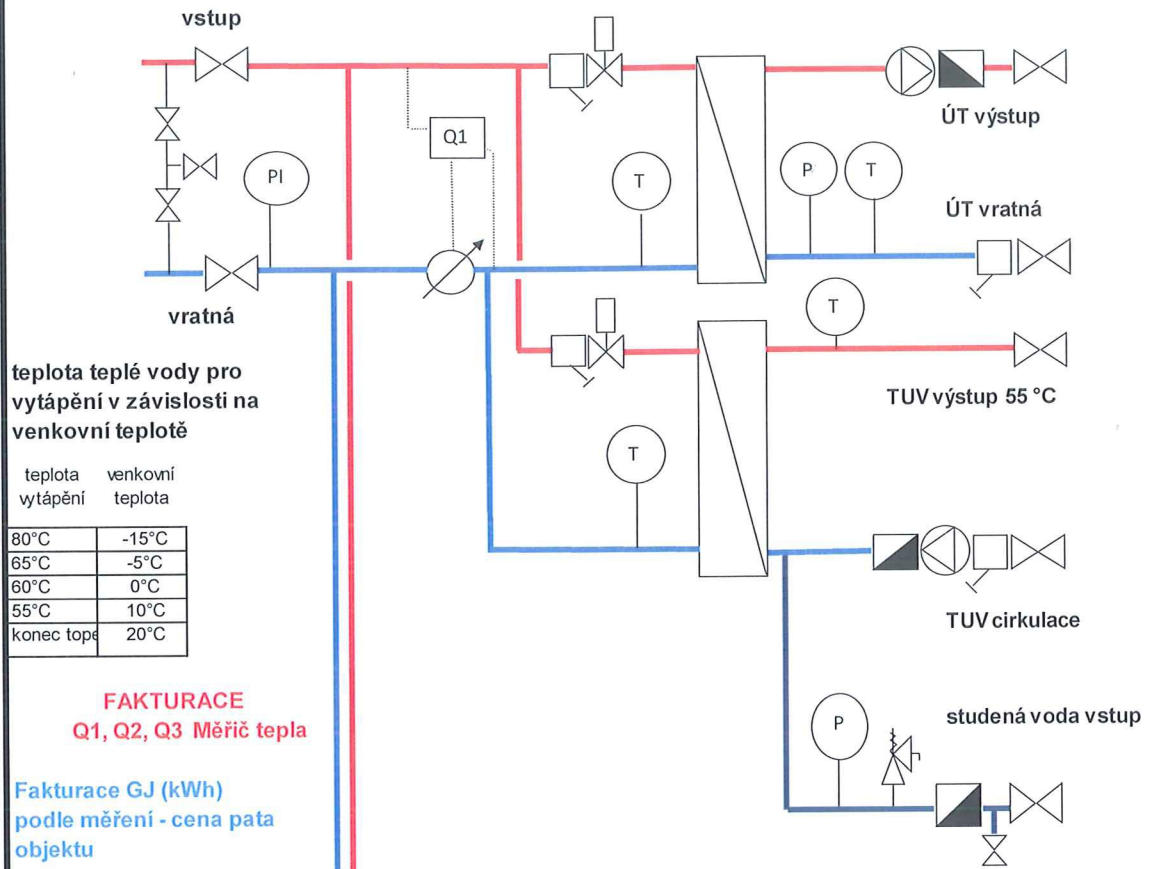 vstup
ÚT výstup
Q1
PI
T
P
T
ÚT vratná
vratná
T
TUV výstup 55 °C
teplota teplé vody pro
vytápění v závislosti na
venkovní teplotě
T
teplota venkovní
vytápění teplota
80°C -15°C
65°C -5°C
60°C 0°C
55°C 10°C
konec tope 20°C
TUV cirkulace
FAKTURACE
Q1, Q2, Q3 Měřič tepla
P
studená voda vstup
Fakturace GJ (kWh)
podle měření - cena pata
objektu